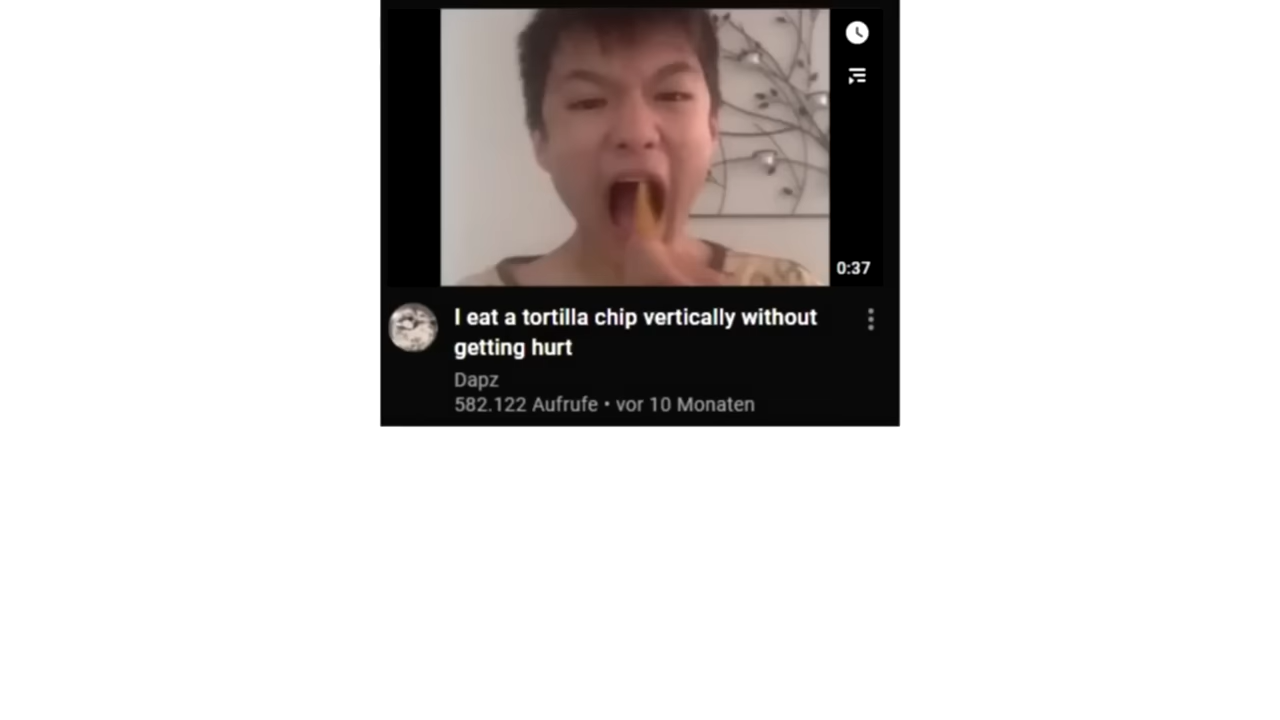 0:37
I eat a tortilla chip vertically without
getting hurt
Dapz
582.122 Aufrufe • vor 10 Monaten